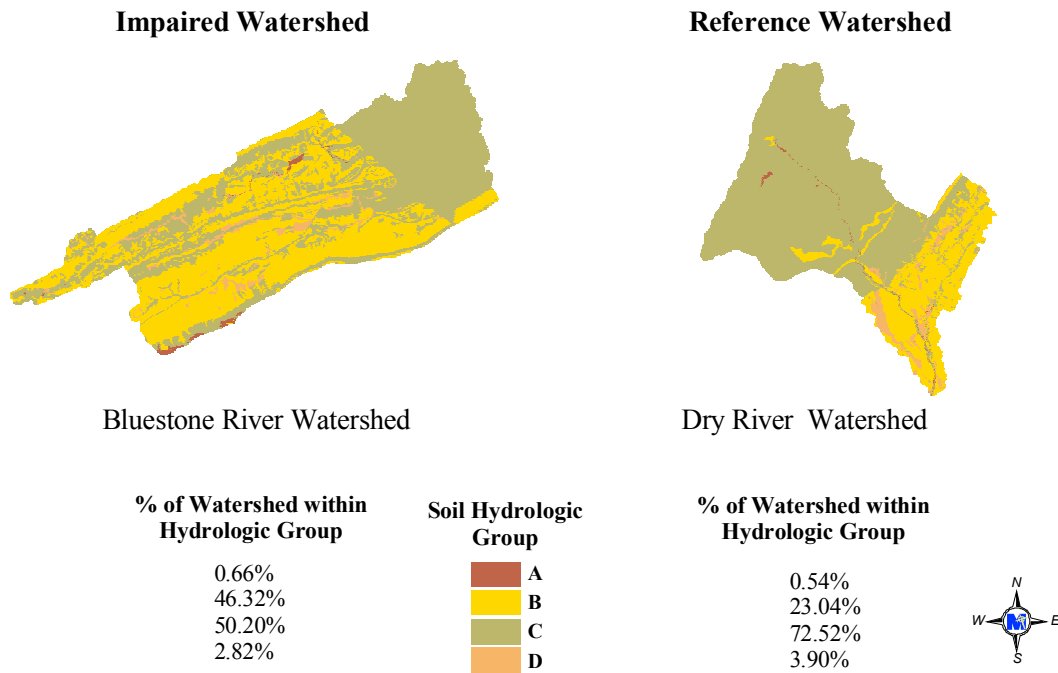 Impaired Watershed
Reference Watershed
Bluestone River Watershed
Dry River Watershed
% of Watershed within
Hydrologic Group
0.66%
46.32%
50.20%
2.82%
Soil Hydrologic
Group
A
B
C
D
% of Watershed within
Hydrologic Group
0.54%
23.04%
72.52%
3.90%
N
W
M
E
S